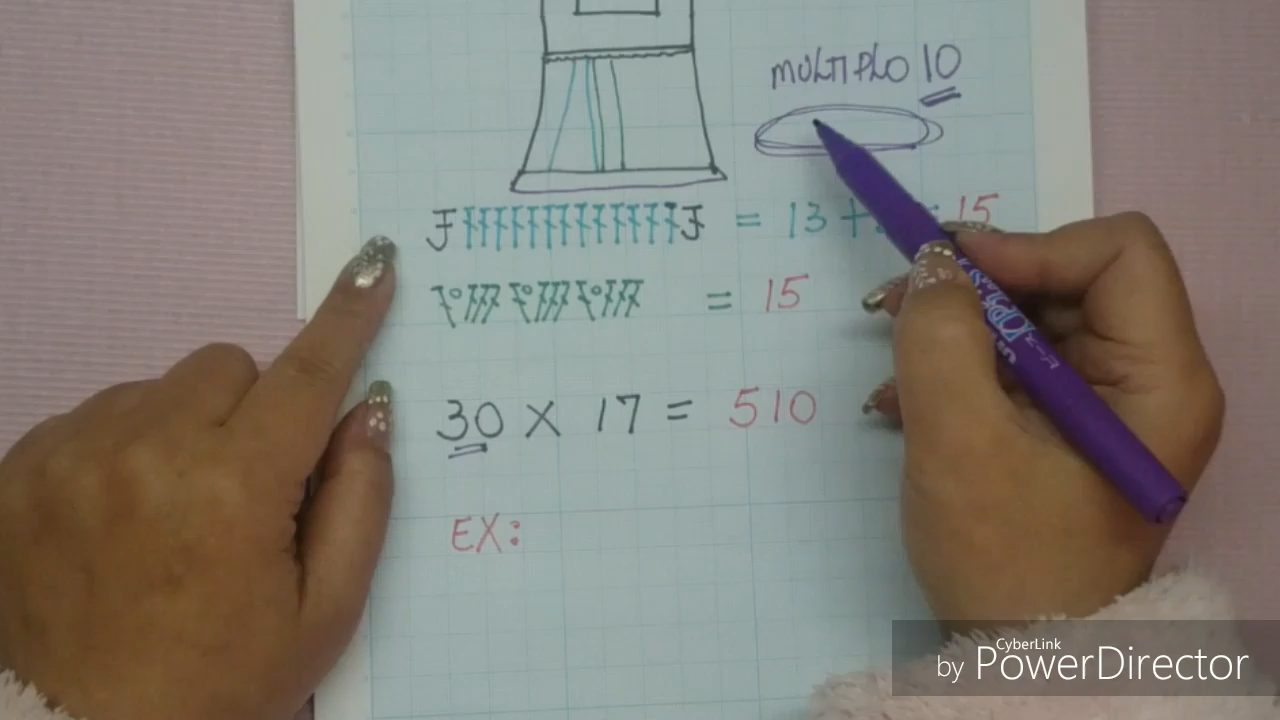 MULTIPLO 10
= 13 + = 15
= 15
30 X 17 = 510
EX:
CyberLink
by PowerDirector